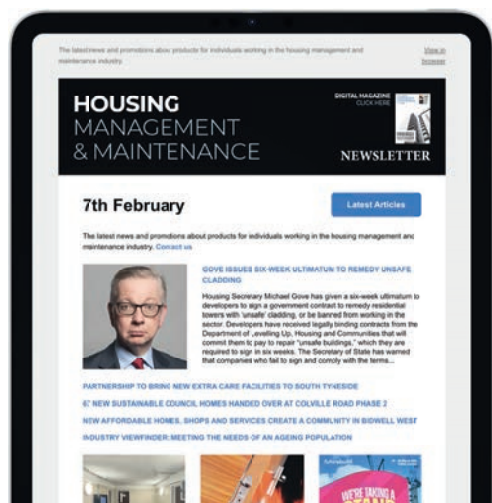 The latest news and promotions abou products for individuals working in the housing management and
maintenance industry.
View in
browser
HOUSING
MANAGEMENT
& MAINTENANCE
DIGITAL MAGAZINE
CLICK HERE
NEWSLETTER
7th February
Latest Articles
The latest news and promotions about products for individuals working in the housing management and
maintenance industry. Contact us
GOVE ISSUES SIX-WEEK ULTIMATUM TO REMEDY UNSAFE
CLADDING
Housing Secretary Michael Gove has given a six-week ultimatum to
developers to sign a government contract to remedy residential
towers with 'unsafe' cladding, or be banned from working in the
sector. Developers have received legally binding contracts from the
Department of Levelling Up, Housing and Communities that will
commit them to pay to repair "unsafe buildings," which they are
required to sign in six weeks. The Secretary of State has warned
that companies who fail to sign and comply with the terms...
PARTNERSHIP TO BRING NEW EXTRA CARE FACILITIES TO SOUTH TYNESIDE
67 NEW SUSTAINABLE COUNCIL HOMES HANDED OVER AT COLVILLE ROAD PHASE 2
NEW AFFORDABLE HOMES, SHOPS AND SERVICES CREATE A COMMUNITY IN BIDWELL WEST
INDUSTRY VIEWFINDER: MEETING THE NEEDS OF AN AGEING POPULATION
WE'RE TAKING A
STAND